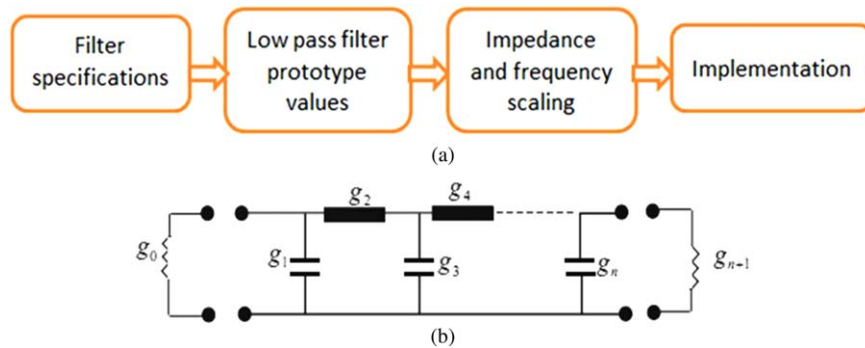 Filter specifications
Low pass filter prototype values
Impedance and frequency scaling
Implementation
(a)
g₀
g₁
g₂
g₃
g₄
gₙ
gₙ₊₁
(b)